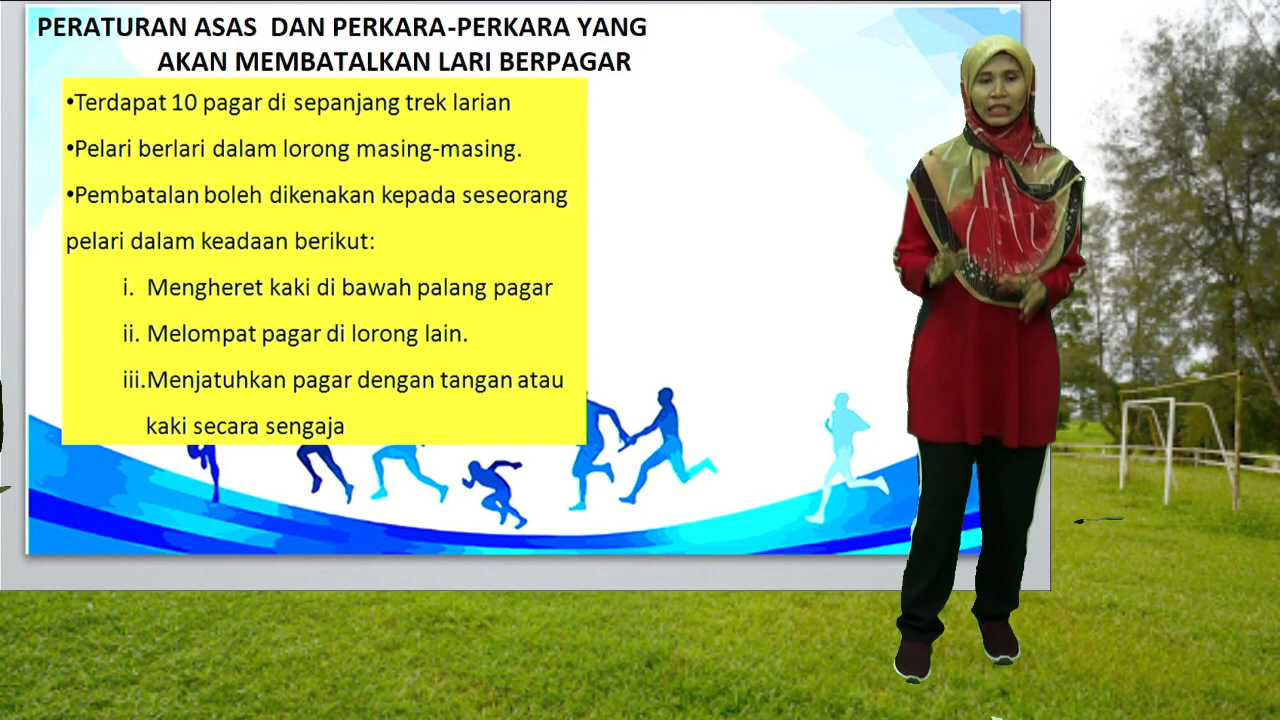 PERATURAN ASAS DAN PERKARA-PERKARA YANG
AKAN MEMBATALKAN LARI BERPAGAR
•Terdapat 10 pagar di sepanjang trek larian
•Pelari berlari dalam lorong masing-masing.
•Pembatalan boleh dikenakan kepada seseorang
pelari dalam keadaan berikut:
i. Mengheret kaki di bawah palang pagar
ii. Melompat pagar di lorong lain.
iii.Menjatuhkan pagar dengan tangan atau
kaki secara sengaja